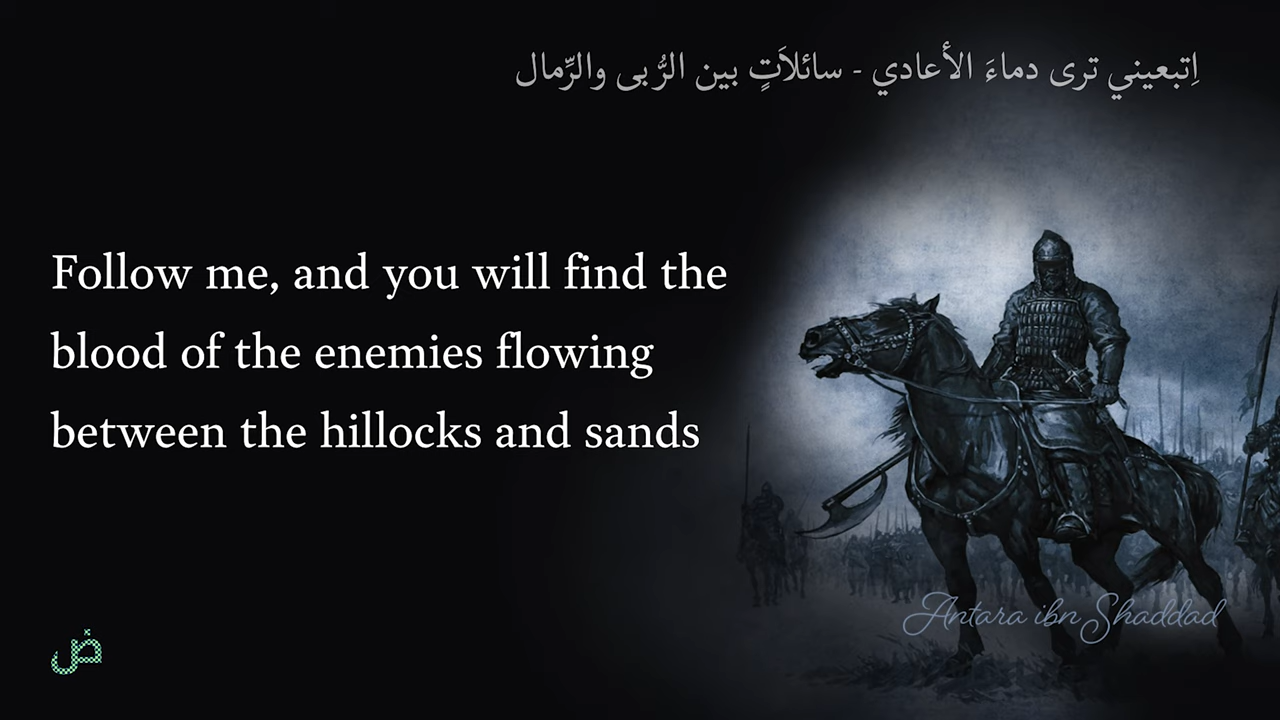 اِتبعيني ترى دماءَ الأعادي - سائلاَتٍ بين الرُّبى والرِّمال
Follow me, and you will find the
blood of the enemies flowing
between the hillocks and sands
Antara ibn Shaddad
ض